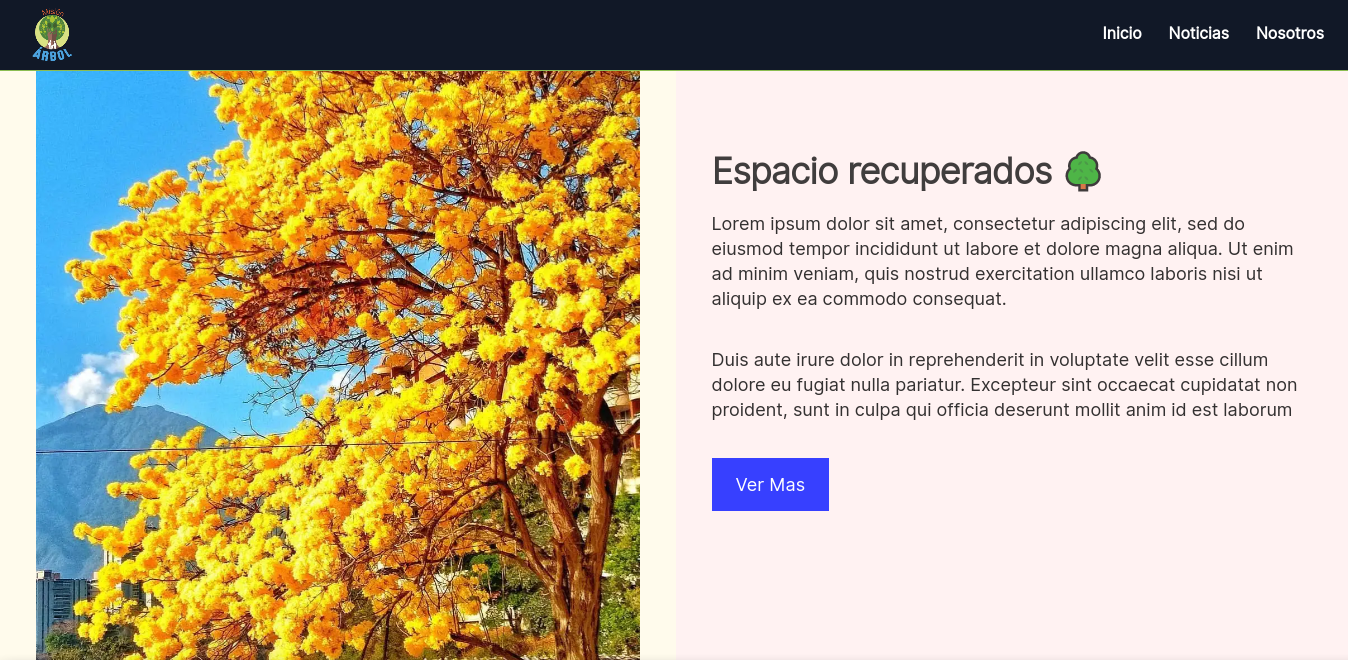 ÁRBOL
Inicio
Noticias
Nosotros
Espacio recuperados
Lorem ipsum dolor sit amet, consectetur adipiscing elit, sed do
eiusmod tempor incididunt ut labore et dolore magna aliqua. Ut enim
ad minim veniam, quis nostrud exercitation ullamco laboris nisi ut
aliquip ex ea commodo consequat.
Duis aute irure dolor in reprehenderit in voluptate velit esse cillum
dolore eu fugiat nulla pariatur. Excepteur sint occaecat cupidatat non
proident, sunt in culpa qui officia deserunt mollit anim id est laborum
Ver Mas